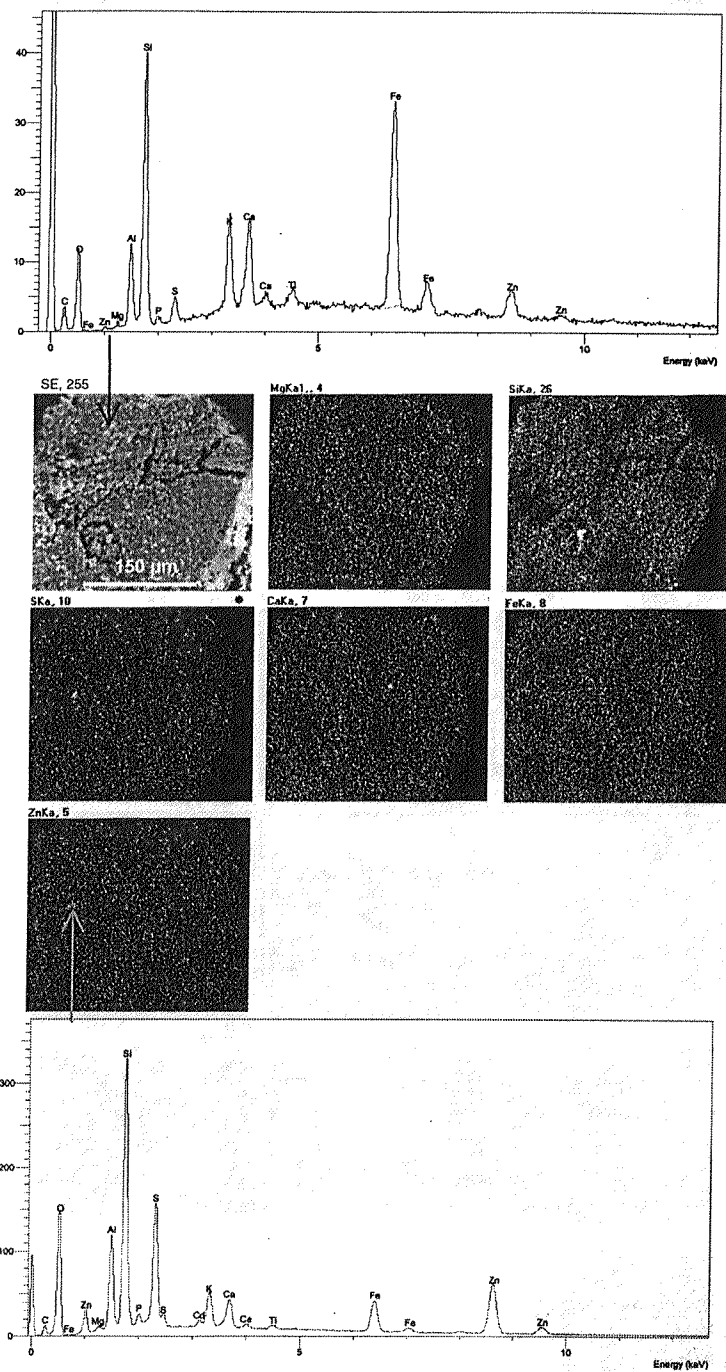 40
30
20
10
0
Si
Fe
K
Ca
Al
O
C
Fe
Zn
Mg
P
S
Ca
Ti
Fe
Zn
Zn
0
5
10
Energy (keV)
SE, 255
MgKa1,, 4
SiKa, 26
150 µm
SKa, 10
CaKa, 7
FeKa, 8
ZnKa, 5
300
200
100
0
Si
S
O
Al
Zn
C
Fe
Mg
P
S
Cd
K
Ca
Ca
Ti
Fe
Fe
Zn
Zn
0
5
10
Energy (keV)